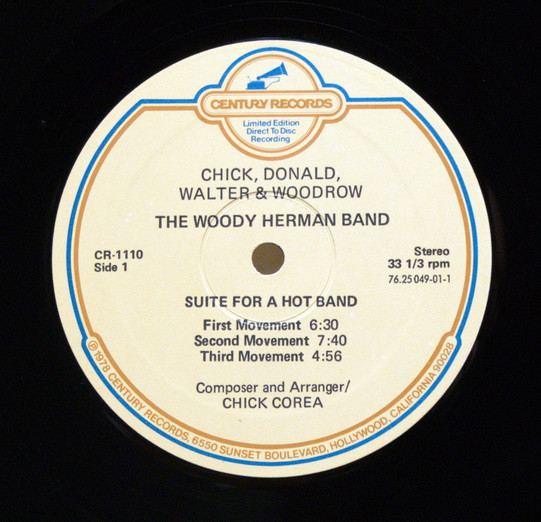 CENTURY RECORDS
Limited Edition
Direct To Disc
Recording
CHICK, DONALD,
WALTER & WOODROW
THE WOODY HERMAN BAND
CR-1110
Side 1
Stereo
33 1/3 rpm
76.25 049-01-1
SUITE FOR A HOT BAND
First Movement 6:30
Second Movement 7:40
Third Movement 4:56
Composer and Arranger/
CHICK COREA
℗1978 CENTURY RECORDS, 6550 SUNSET BOULEVARD, HOLLYWOOD, CALIFORNIA 90028